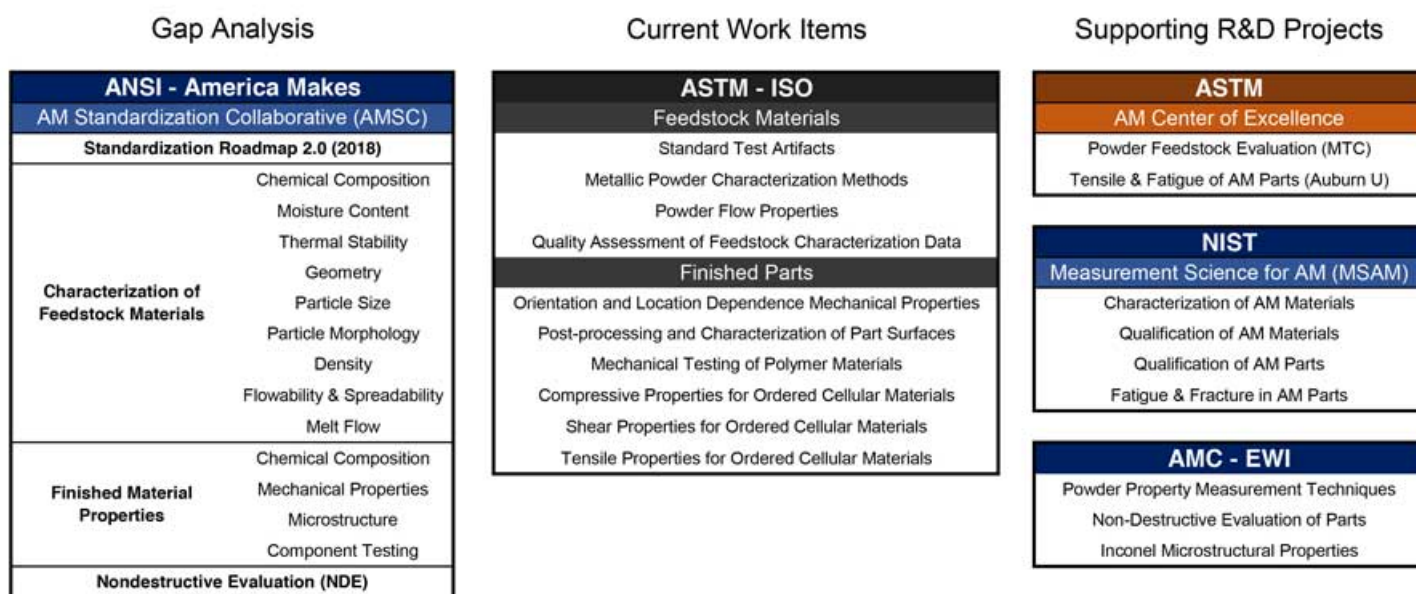 Gap Analysis
ANSI - America Makes
AM Standardization Collaborative (AMSC)
Standardization Roadmap 2.0 (2018)
Characterization of
Feedstock Materials
Chemical Composition
Moisture Content
Thermal Stability
Geometry
Particle Size
Particle Morphology
Density
Flowability & Spreadability
Melt Flow
Finished Material
Properties
Chemical Composition
Mechanical Properties
Microstructure
Component Testing
Nondestructive Evaluation (NDE)
Current Work Items
ASTM - ISO
Feedstock Materials
Standard Test Artifacts
Metallic Powder Characterization Methods
Powder Flow Properties
Quality Assessment of Feedstock Characterization Data
Finished Parts
Orientation and Location Dependence Mechanical Properties
Post-processing and Characterization of Part Surfaces
Mechanical Testing of Polymer Materials
Compressive Properties for Ordered Cellular Materials
Shear Properties for Ordered Cellular Materials
Tensile Properties for Ordered Cellular Materials
Supporting R&D Projects
ASTM
AM Center of Excellence
Powder Feedstock Evaluation (MTC)
Tensile & Fatigue of AM Parts (Auburn U)
NIST
Measurement Science for AM (MSAM)
Characterization of AM Materials
Qualification of AM Materials
Qualification of AM Parts
Fatigue & Fracture in AM Parts
AMC - EWI
Powder Property Measurement Techniques
Non-Destructive Evaluation of Parts
Inconel Microstructural Properties